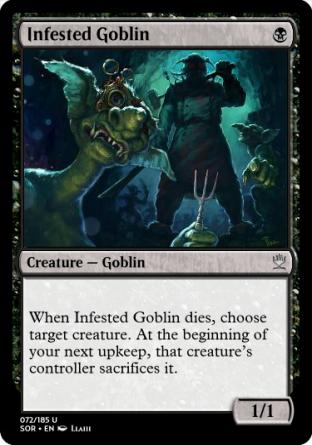 Infested Goblin
Creature — Goblin
When Infested Goblin dies, choose
target creature. At the beginning of
your next upkeep, that creature's
controller sacrifices it.
1/1
072/185 U
SOR • EN Llaiii